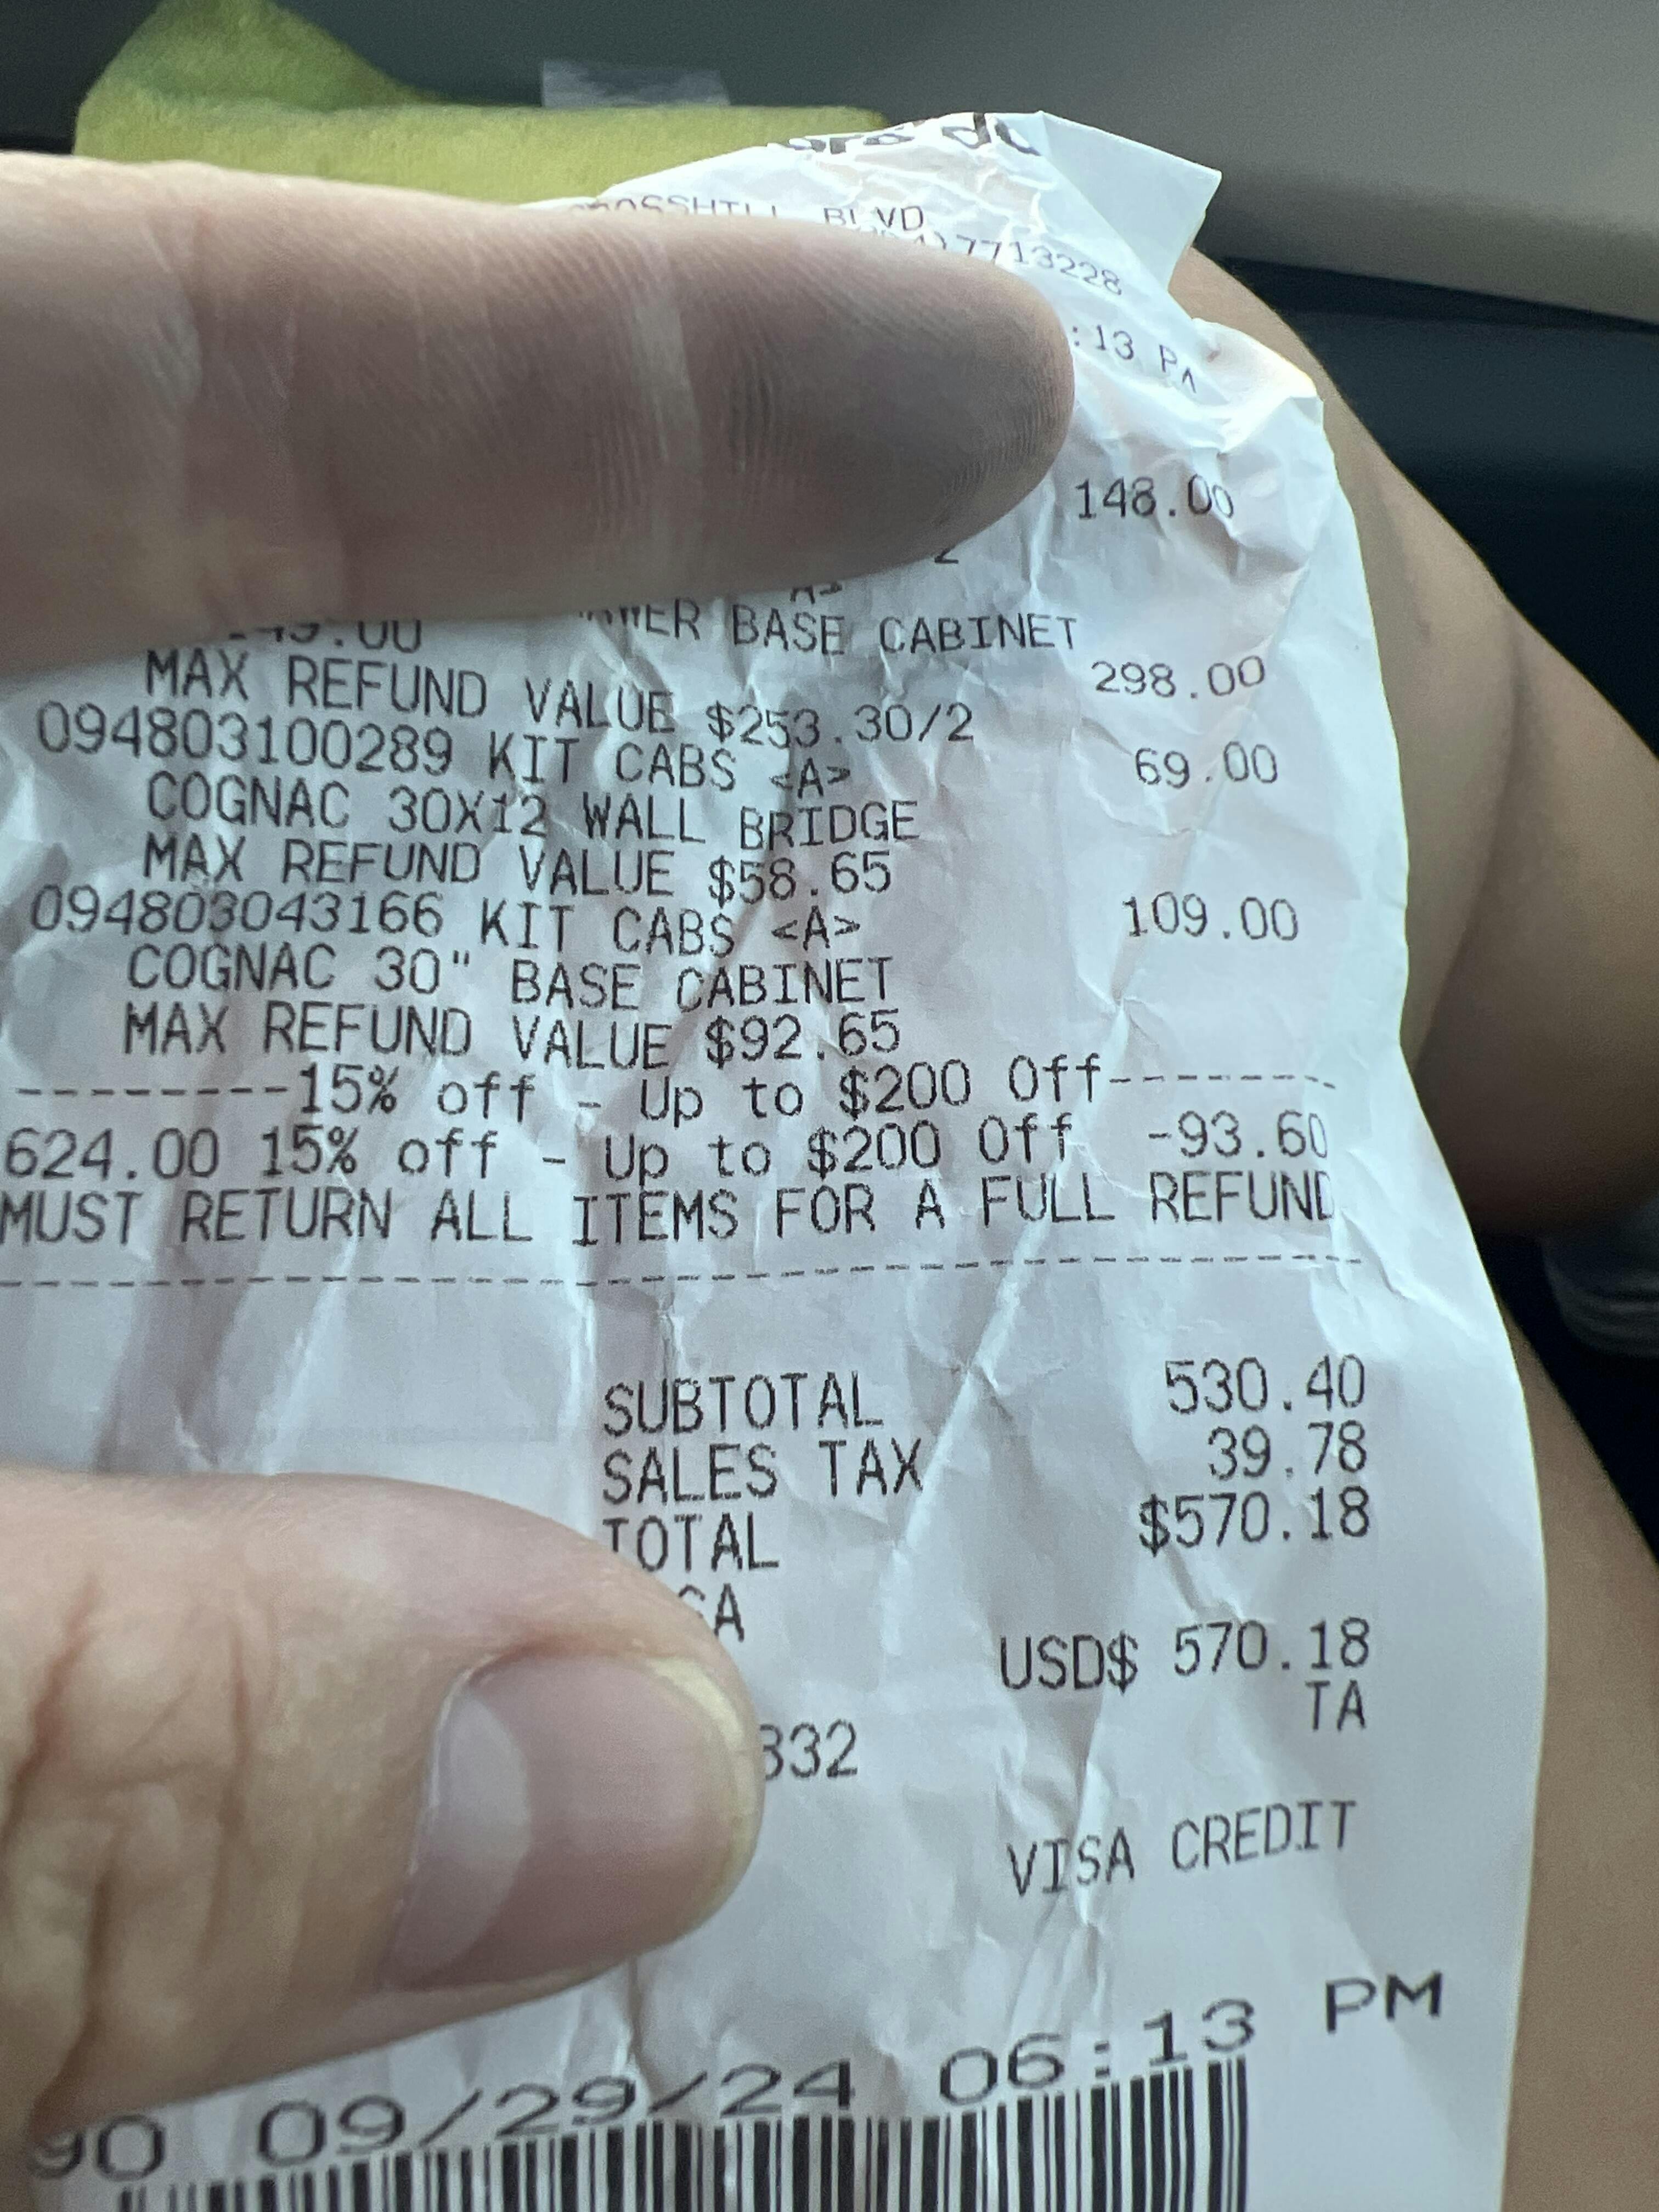 BLVD
7713228
:13 P
148.00
2
BASE CABINET
298.00
MAX REFUND VALUE $253.30/2
094803100289 KIT CABS <A> 69.00
COGNAC 30X12 WALL BRIDGE
MAX REFUND VALUE $58.65
094803043166 KIT CABS <A> 109.00
COGNAC 30" BASE CABINET
MAX REFUND VALUE $92.65
--------15% off - Up to $200 Off-------
624.00 15% off - Up to $200 Off -93.60
MUST RETURN ALL ITEMS FOR A FULL REFUND
SUBTOTAL 530.40
SALES TAX 39.78
TOTAL $570.18
USD$ 570.18
TA
332
VISA CREDIT
90 09/29/24 06:13 PM